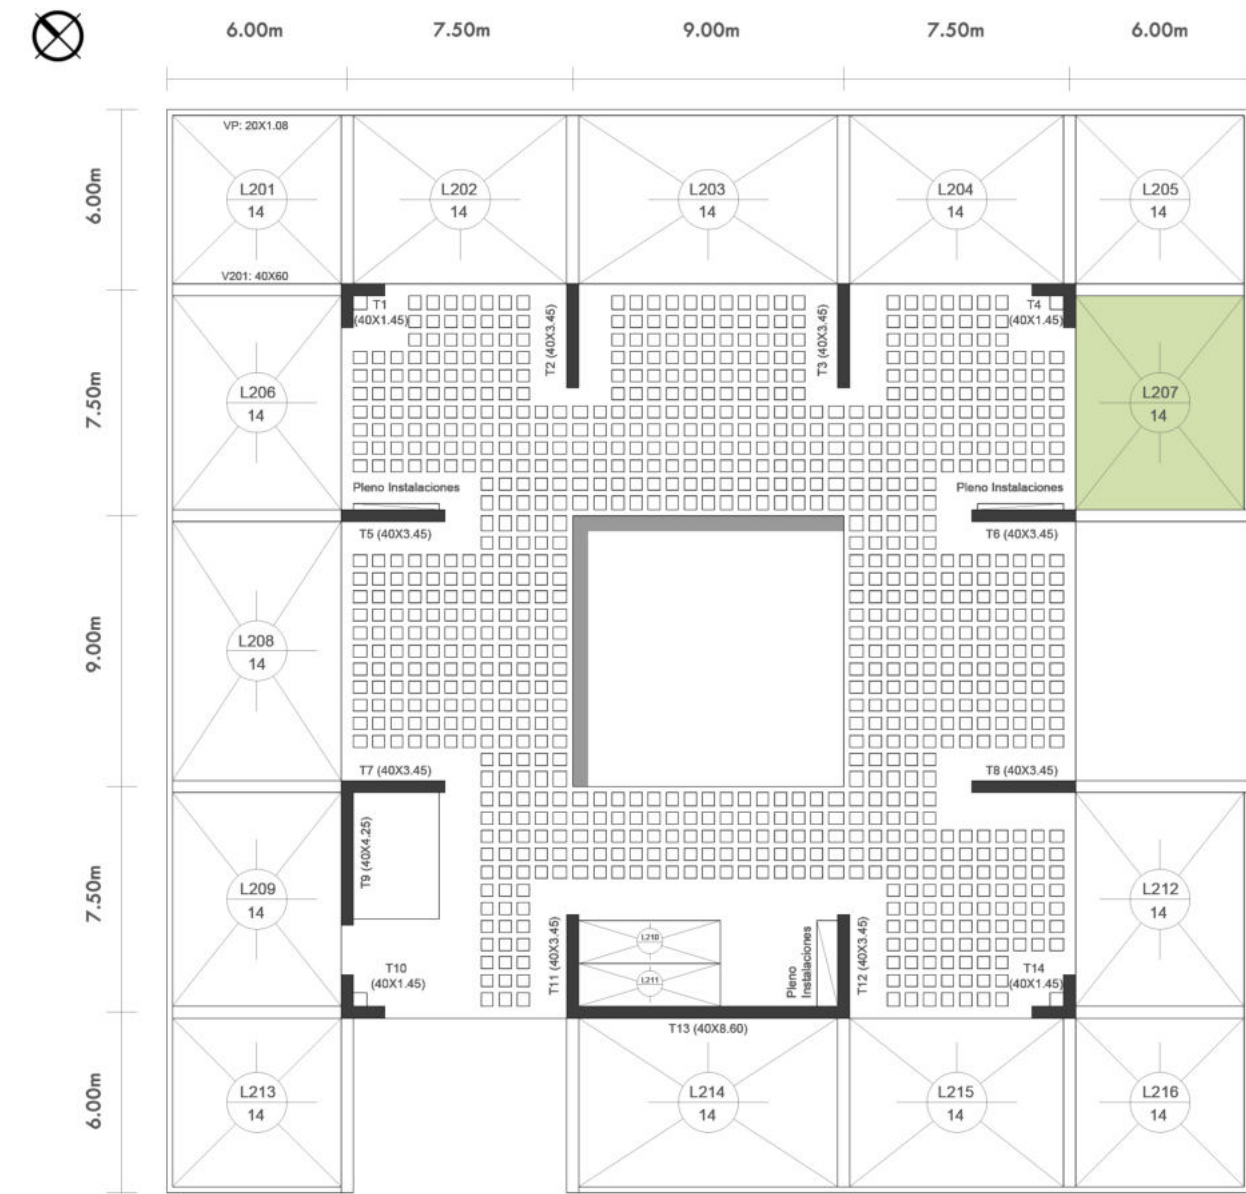 6.00m 7.50m 9.00m 7.50m 6.00m
VP: 20X1.08
6.00m
L201
14
L202
14
L203
14
L204
14
L205
14
V201: 40X60
T1
(40X1.45)
T2 (40X3.45)
T3 (40X3.45)
T4
(40X1.45)
7.50m
L206
14
L207
14
Pleno Instalaciones
Pleno Instalaciones
T5 (40X3.45)
T6 (40X3.45)
9.00m
L208
14
T7 (40X3.45)
T8 (40X3.45)
7.50m
L209
14
T9 (40X4.25)
L212
14
T10
(40X1.45)
T11 (40X3.45)
L210
L211
Pleno
Instalaciones
T12 (40X3.45)
T14
(40X1.45)
T13 (40X8.60)
6.00m
L213
14
L214
14
L215
14
L216
14